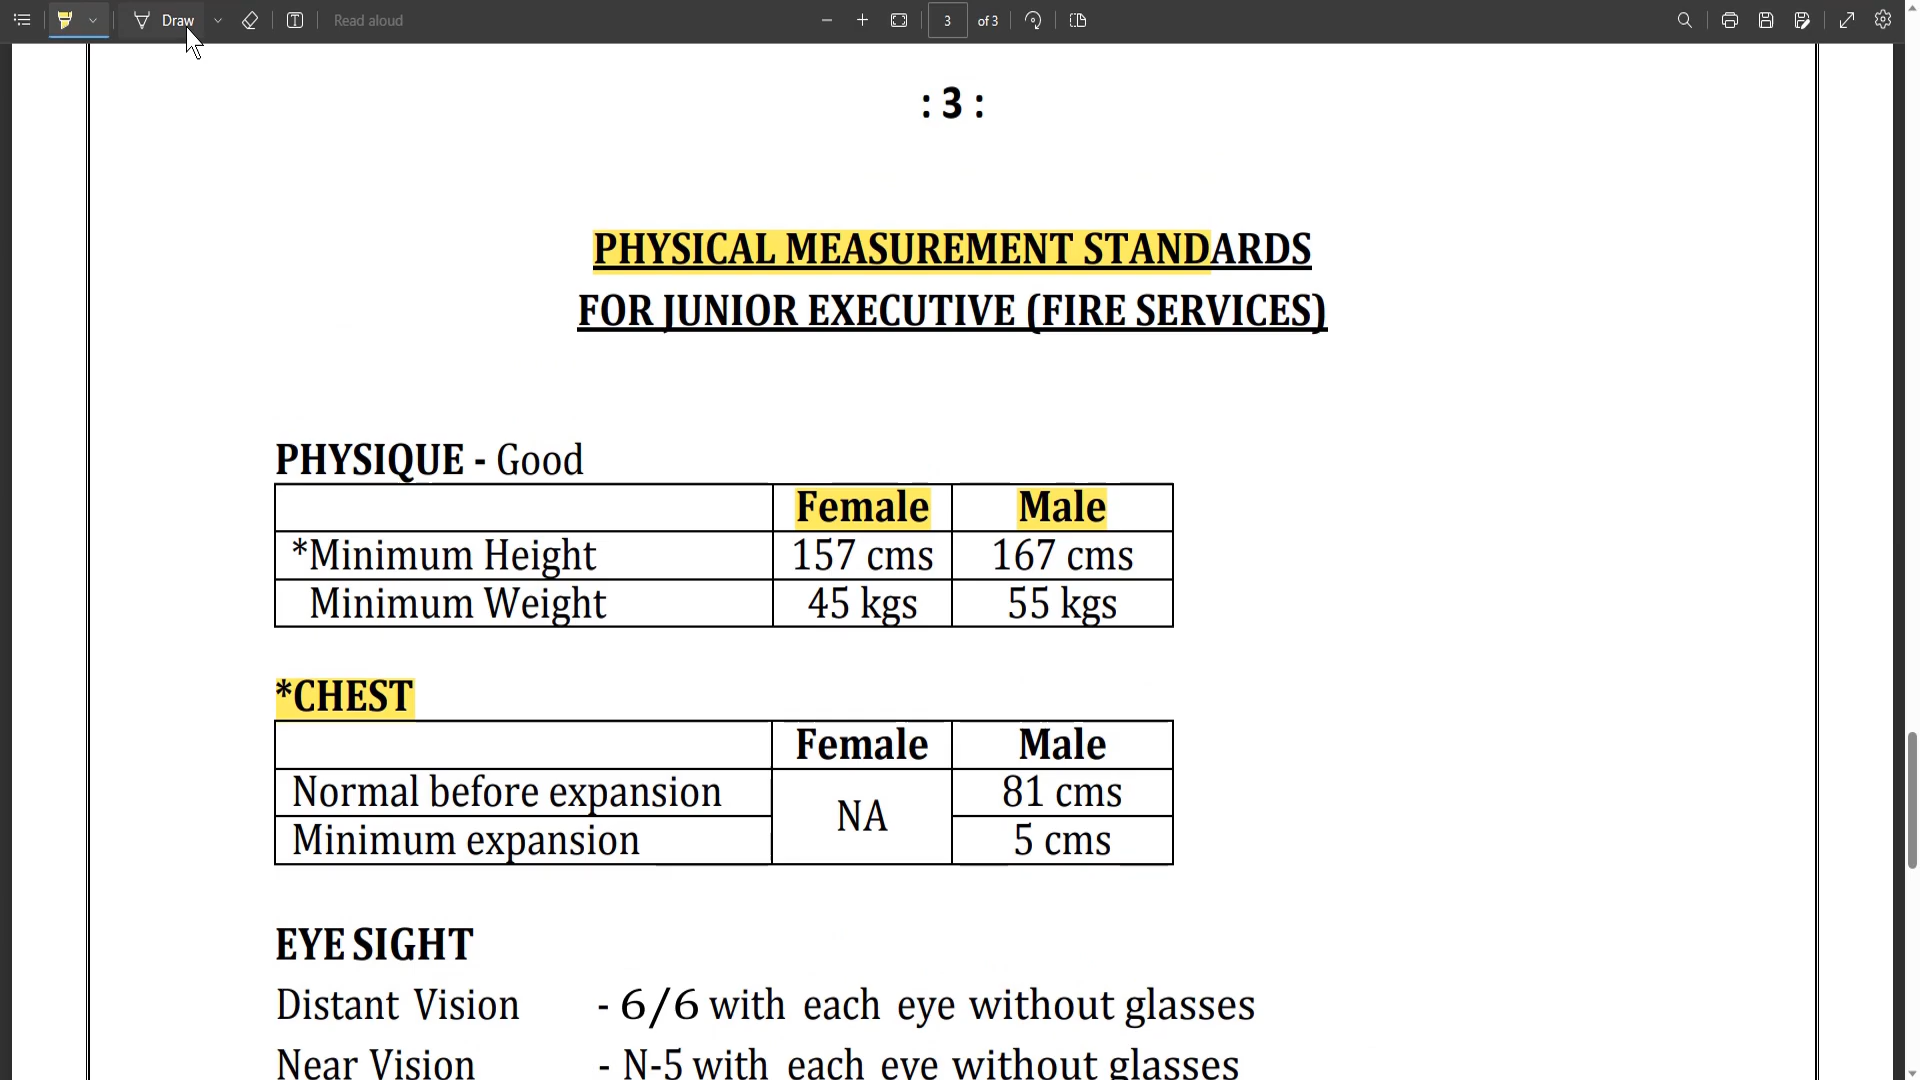 Draw
Read aloud
3
of 3
: 3 :
PHYSICAL MEASUREMENT STANDARDS
FOR JUNIOR EXECUTIVE (FIRE SERVICES)
PHYSIQUE - Good
Female Male
*Minimum Height 157 cms 167 cms
Minimum Weight 45 kgs 55 kgs
*CHEST
Female Male
Normal before expansion NA 81 cms
Minimum expansion 5 cms
EYE SIGHT
Distant Vision - 6/6 with each eye without glasses
Near Vision - N-5 with each eye without glasses